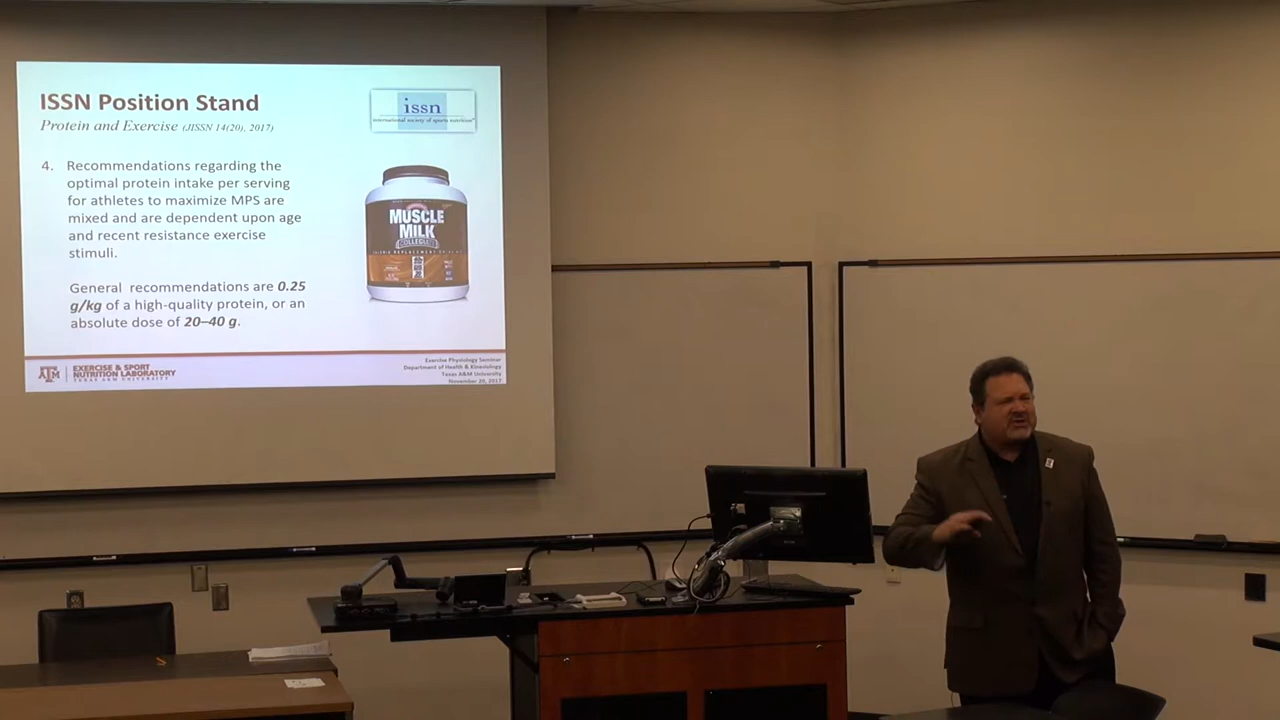 ISSN Position Stand
Protein and Exercise (JISSN 14(20), 2017)
issn
international society of sports nutrition
4. Recommendations regarding the
optimal protein intake per serving
for athletes to maximize MPS are
mixed and are dependent upon age
and recent resistance exercise
stimuli.
General recommendations are 0.25
g/kg of a high-quality protein, or an
absolute dose of 20–40 g.
MUSCLE
MILK
COLLEGIATE
ATM
EXERCISE & SPORT
NUTRITION LABORATORY
TEXAS A&M UNIVERSITY
Exercise Physiology Seminar
Department of Health & Kinesiology
Texas A&M University
November 20, 2017